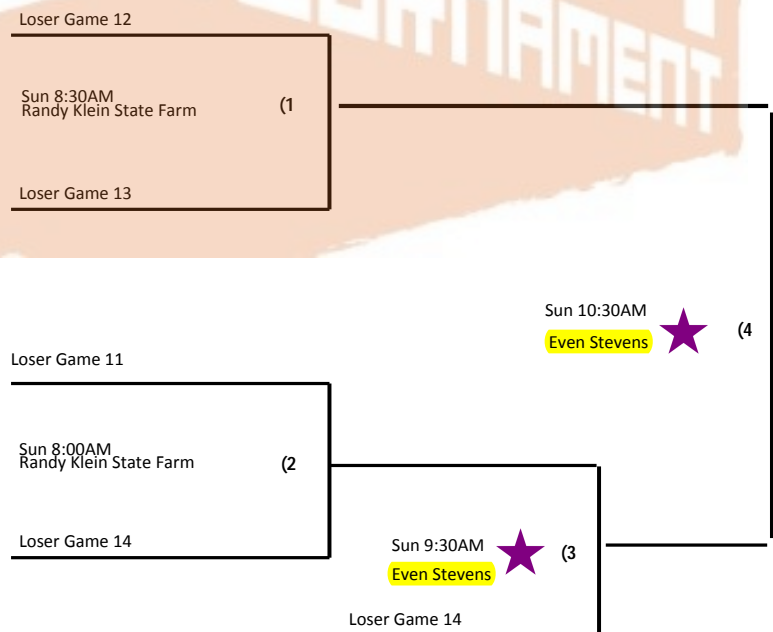 TOURNAMENT
Loser Game 12
Sun 8:30AM
Randy Klein State Farm
(1
Loser Game 13
Sun 10:30AM
Even Stevens
(4
Loser Game 11
Sun 8:00AM
Randy Klein State Farm
(2
Loser Game 14
Sun 9:30AM
Even Stevens
(3
Loser Game 14